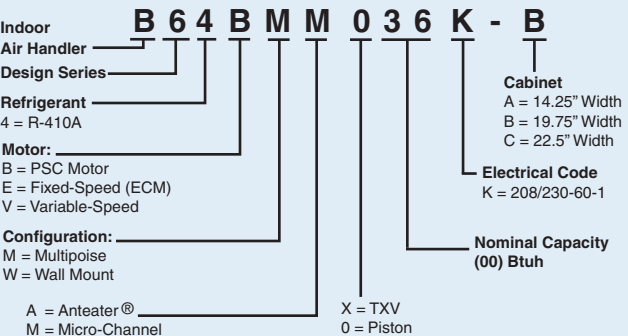 B 6 4 B M M 0 3 6 K - B
Indoor
Air Handler
Design Series
Refrigerant
4 = R-410A
Motor:
B = PSC Motor
E = Fixed-Speed (ECM)
V = Variable-Speed
Configuration:
M = Multipoise
W = Wall Mount
A = Anteater ®
M = Micro-Channel
X = TXV
0 = Piston
Cabinet
A = 14.25” Width
B = 19.75” Width
C = 22.5” Width
Electrical Code
K = 208/230-60-1
Nominal Capacity
(00) Btuh